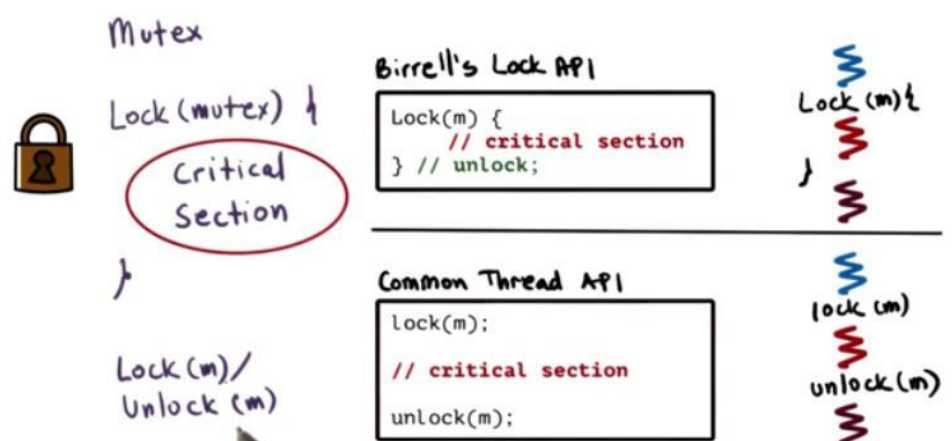 Mutex
Lock (mutex) {
Critical
Section
}
Lock (m) /
Unlock (m)
Birrell's Lock API
Lock(m) {
// critical section
} // unlock;
Common Thread API
lock(m);
// critical section
unlock(m);
Lock (m) {
}
lock (m)
unlock (m)